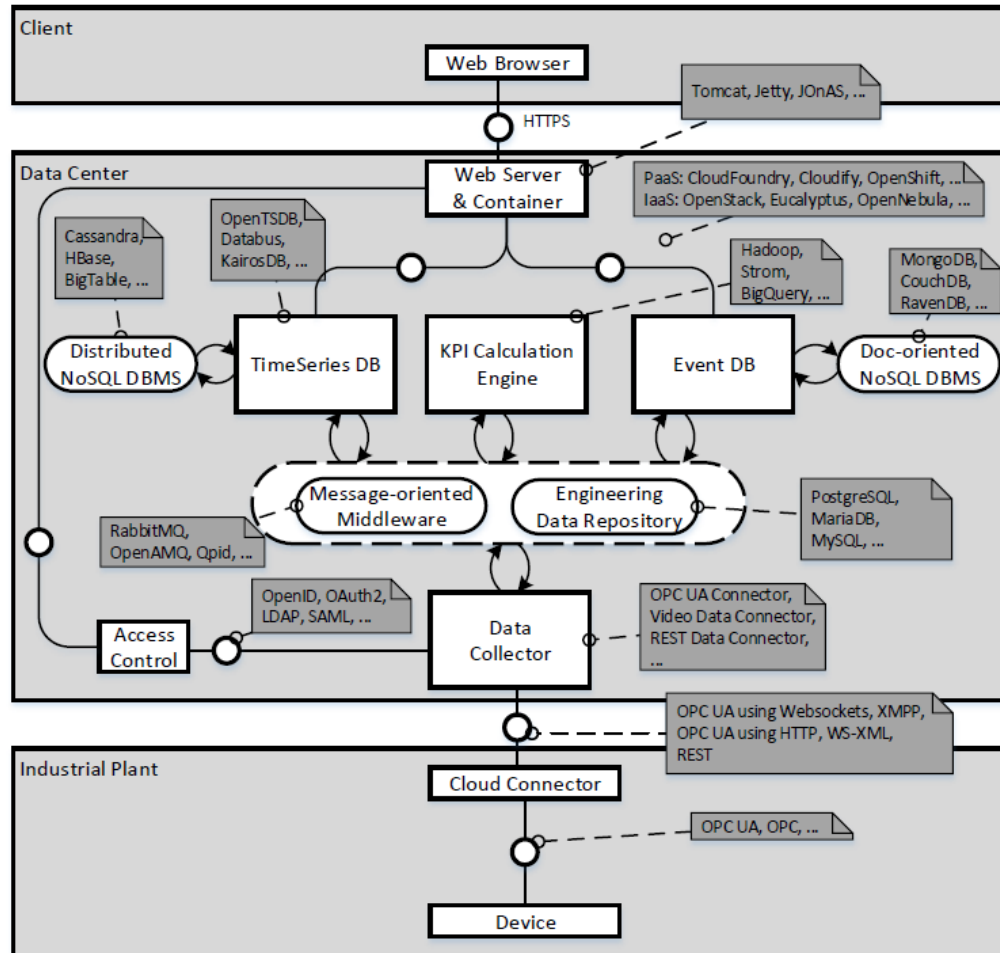 Client
Web Browser
Tomcat, Jetty, JOnAS, ...
HTTPS
Data Center
Web Server
& Container
PaaS: CloudFoundry, Cloudify, OpenShift, ...
IaaS: OpenStack, Eucalyptus, OpenNebula, ...
Cassandra,
HBase,
BigTable, ...
OpenTSDB,
Databus,
KairosDB, ...
Hadoop,
Strom,
BigQuery, ...
MongoDB,
CouchDB,
RavenDB, ...
Distributed
NoSQL DBMS
TimeSeries DB
KPI Calculation
Engine
Event DB
Doc-oriented
NoSQL DBMS
Message-oriented
Middleware
Engineering
Data Repository
PostgreSQL,
MariaDB,
MySQL, ...
RabbitMQ,
OpenAMQ, Qpid, ...
OpenID, OAuth2,
LDAP, SAML, ...
OPC UA Connector,
Video Data Connector,
REST Data Connector,
...
Access
Control
Data
Collector
OPC UA using Websockets, XMPP,
OPC UA using HTTP, WS-XML,
REST
Industrial Plant
Cloud Connector
OPC UA, OPC, ...
Device